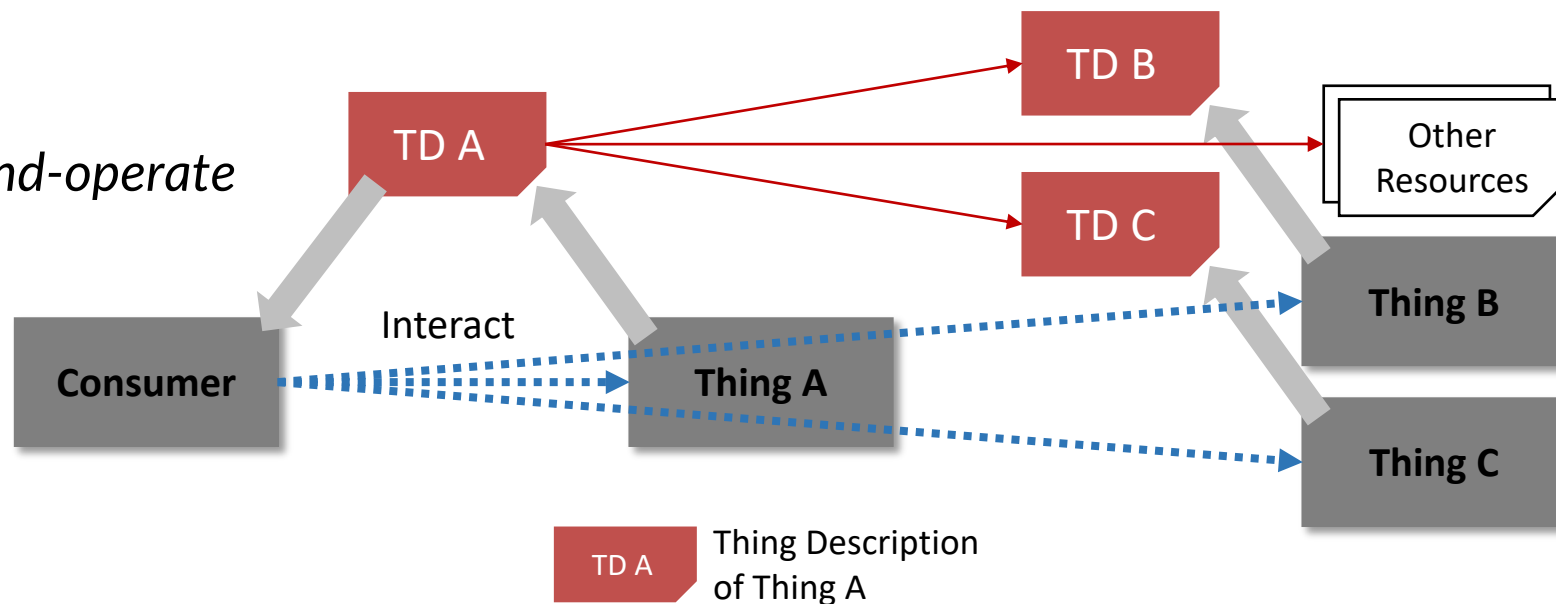 TD B
TD A
Other
Resources
nd-operate
TD C
Interact
Thing B
Consumer
Thing A
Thing C
TD A
Thing Description
of Thing A